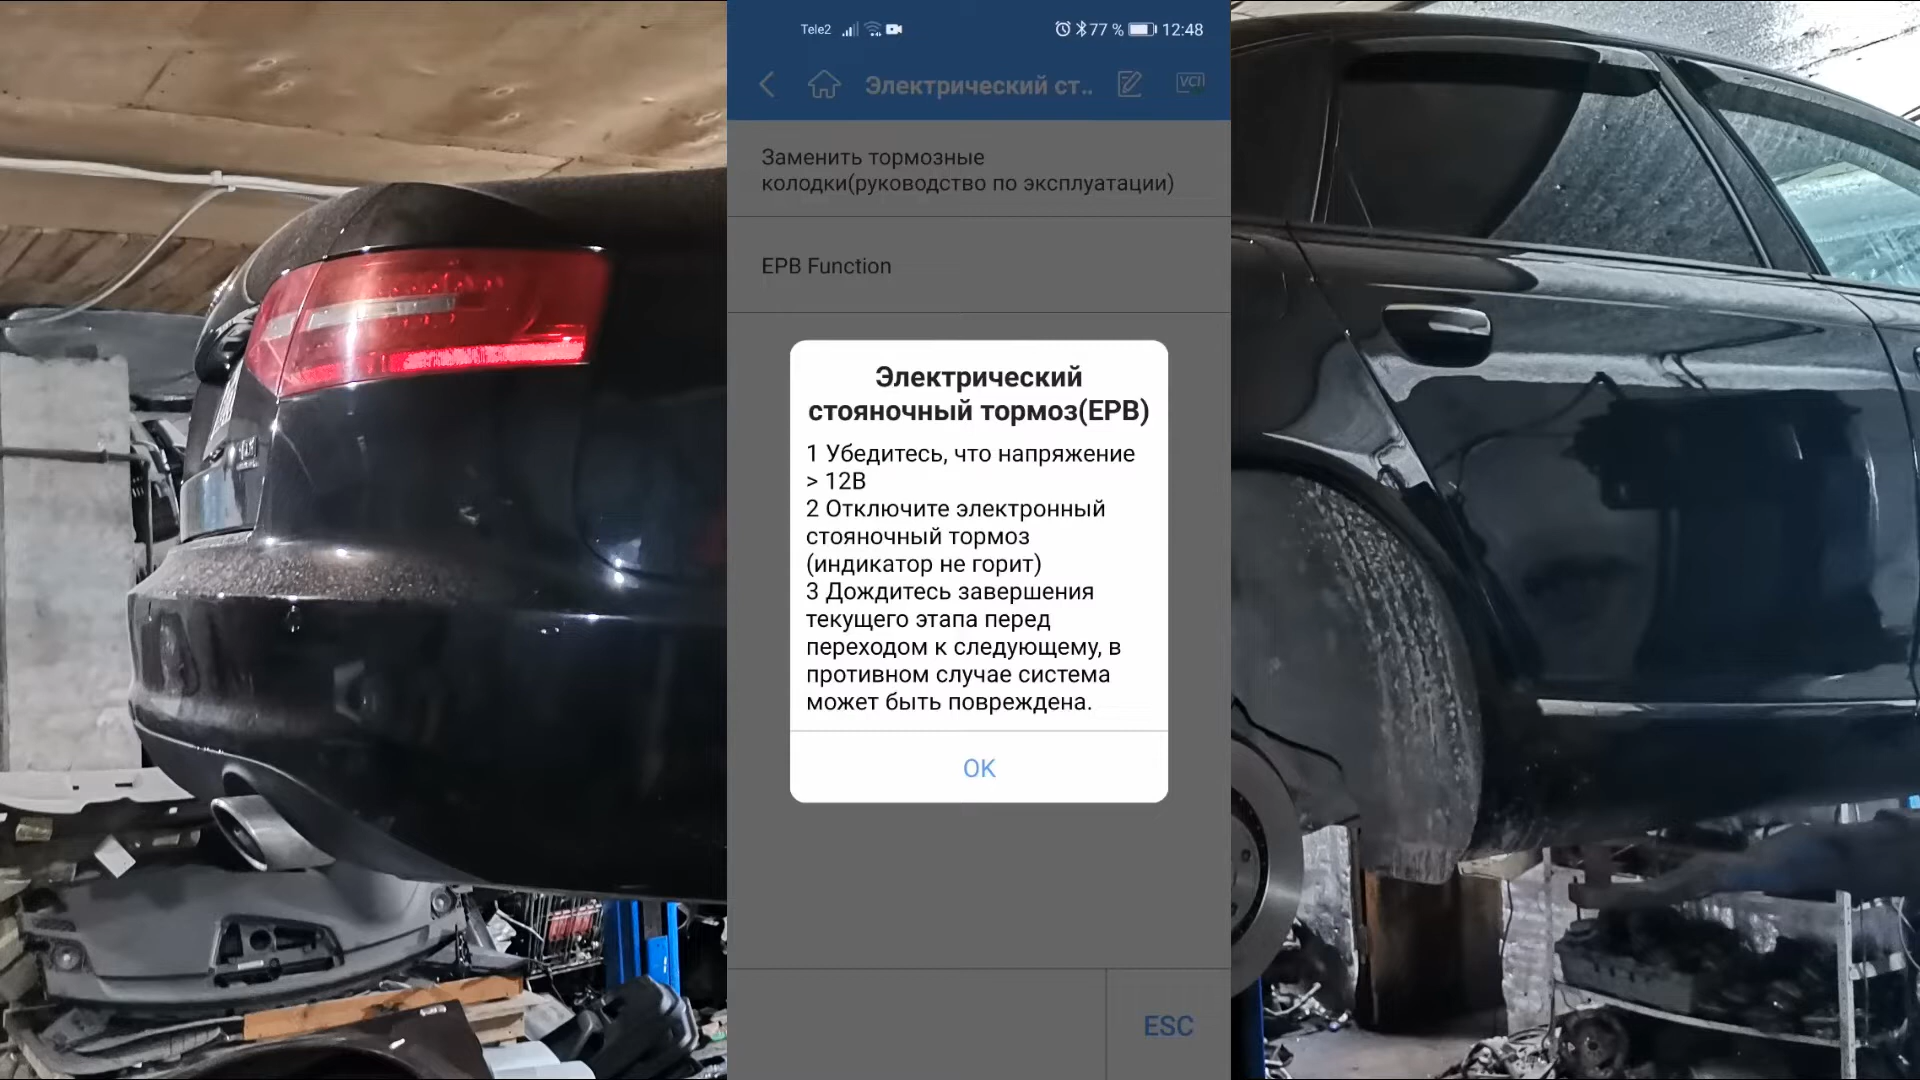 Tele2
77 %
12:48
Электрический ст..
VCI
Заменить тормозные
колодки(руководство по эксплуатации)
EPB Function
Электрический
стояночный тормоз(EPB)
1 Убедитесь, что напряжение
> 12В
2 Отключите электронный
стояночный тормоз
(индикатор не горит)
3 Дождитесь завершения
текущего этапа перед
переходом к следующему, в
противном случае система
может быть повреждена.
OK
ESC